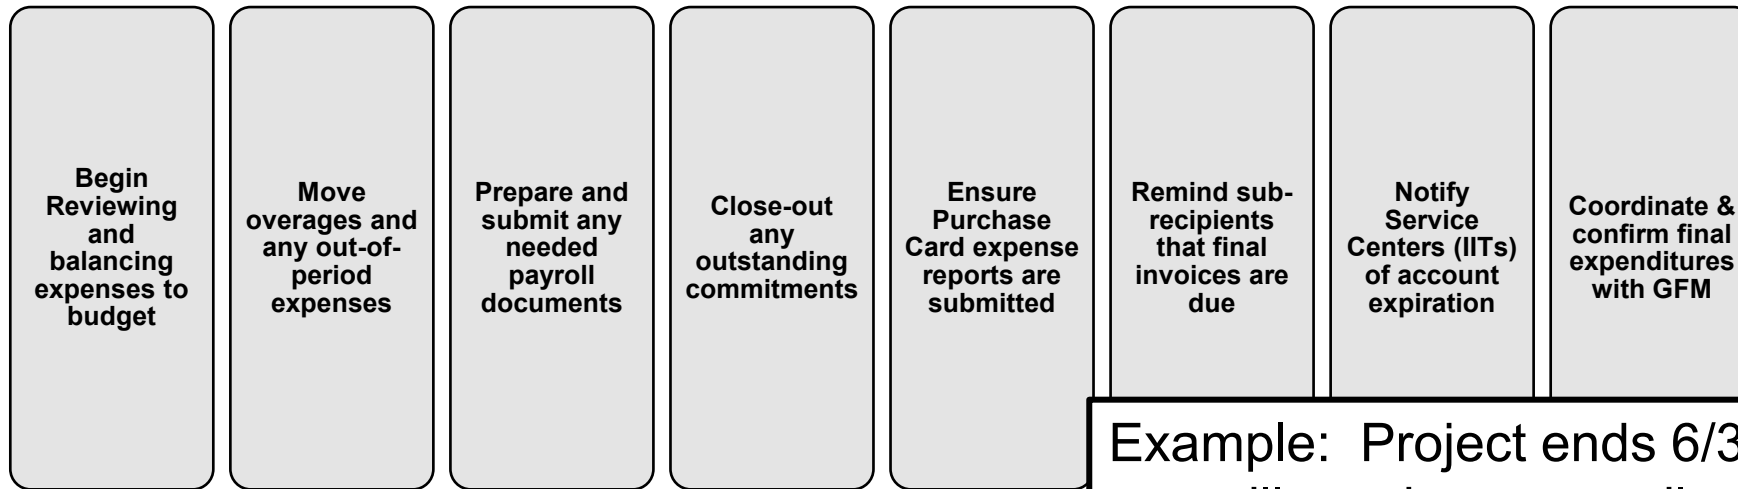 Begin
Reviewing
and
balancing
expenses to
budget
Move
overages and
any out-of-
period
expenses
Prepare and
submit any
needed
payroll
documents
Close-out
any
outstanding
commitments
Ensure
Purchase
Card expense
reports are
submitted
Remind sub-
recipients
that final
invoices are
due
Notify
Service
Centers (IITs)
of account
expiration
Coordinate &
confirm final
expenditures
with GFM
Example: Project ends 6/3